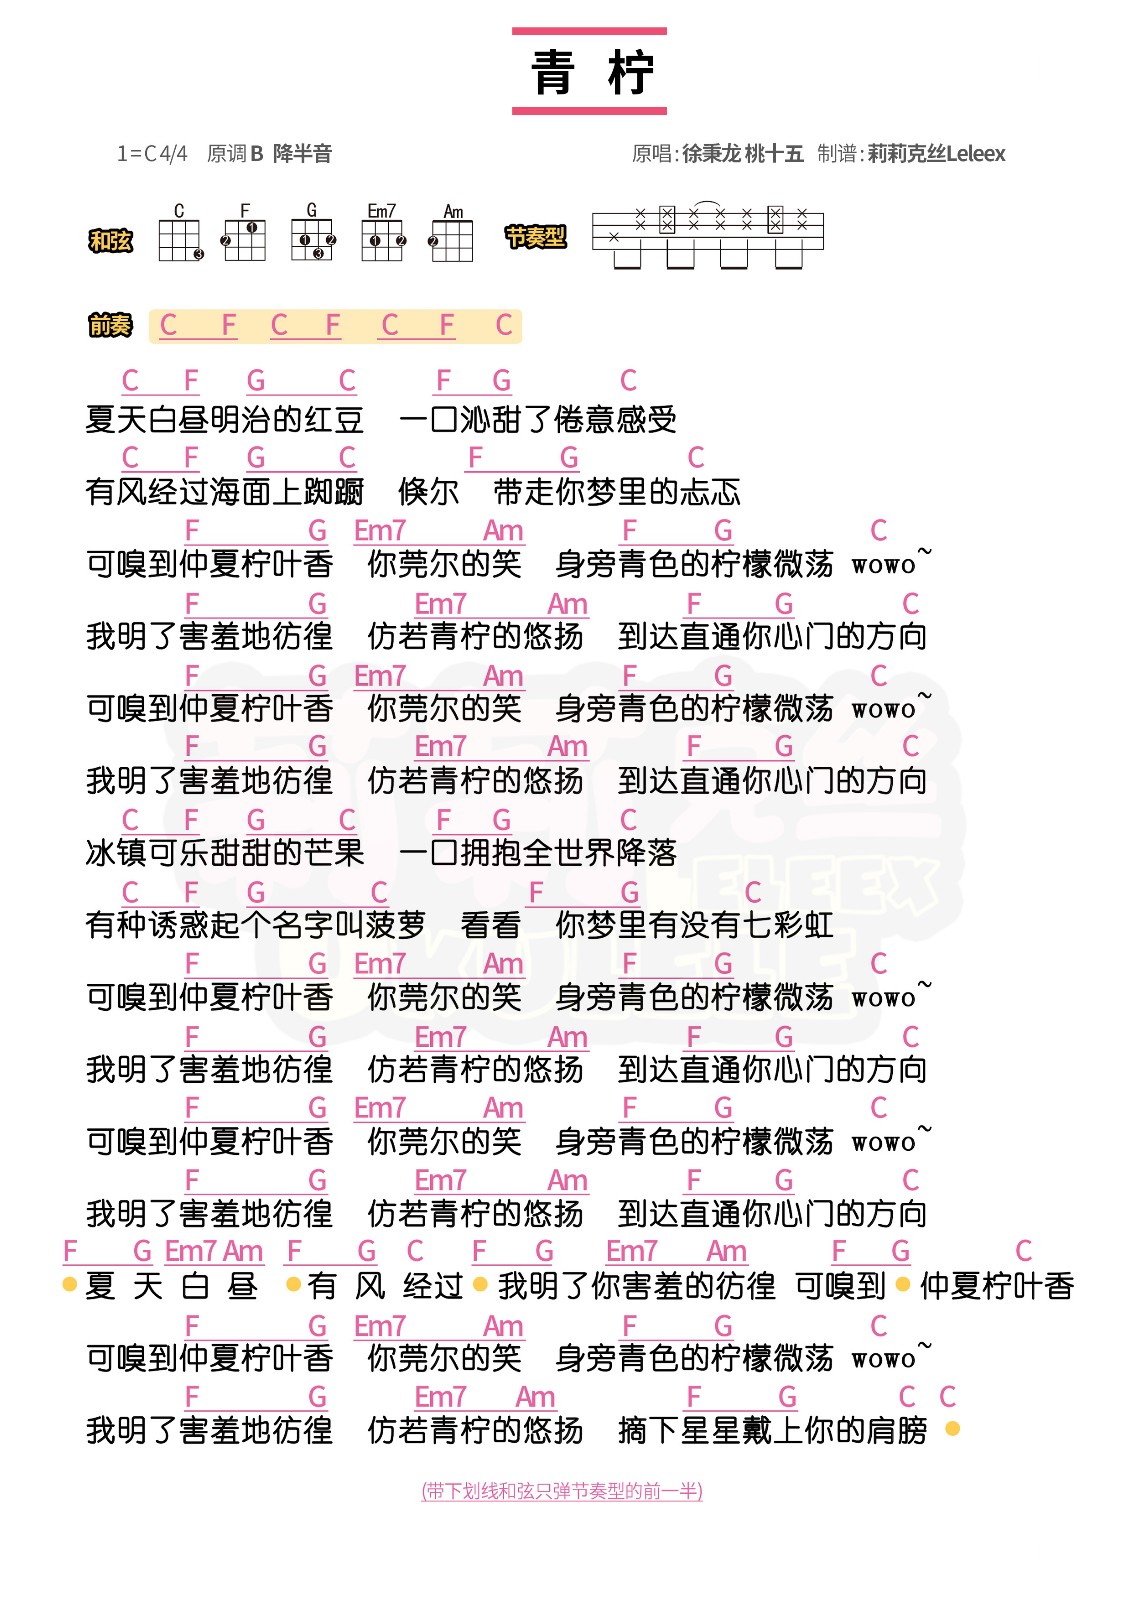 青 柠
1=C 4/4 原调 B 降半音 原唱:徐秉龙 桃十五 制谱:莉莉克丝Leleex
和弦 C F G Em7 Am 节奏型
前奏 C F C F C F C
C F G C F G C
夏天白昼明治的红豆 一口沁甜了倦意感受
C F G C F G C
有风经过海面上踟蹰 倏尔 带走你梦里的忐忑
F G Em7 Am F G C
可嗅到仲夏柠叶香 你莞尔的笑 身旁青色的柠檬微荡 wowo~
F G Em7 Am F G C
我明了害羞地彷徨 仿若青柠的悠扬 到达直通你心门的方向
F G Em7 Am F G C
可嗅到仲夏柠叶香 你莞尔的笑 身旁青色的柠檬微荡 wowo~
F G Em7 Am F G C
我明了害羞地彷徨 仿若青柠的悠扬 到达直通你心门的方向
C F G C F G C
冰镇可乐甜甜的芒果 一口拥抱全世界降落
C F G C F G C
有种诱惑起个名字叫菠萝 看看 你梦里有没有七彩虹
F G Em7 Am F G C
可嗅到仲夏柠叶香 你莞尔的笑 身旁青色的柠檬微荡 wowo~
F G Em7 Am F G C
我明了害羞地彷徨 仿若青柠的悠扬 到达直通你心门的方向
F G Em7 Am F G C
可嗅到仲夏柠叶香 你莞尔的笑 身旁青色的柠檬微荡 wowo~
F G Em7 Am F G C
我明了害羞地彷徨 仿若青柠的悠扬 到达直通你心门的方向
F G Em7 Am F G C F G Em7 Am F G C
夏天白昼 有风经过 我明了你害羞的彷徨 可嗅到 仲夏柠叶香
F G Em7 Am F G C
可嗅到仲夏柠叶香 你莞尔的笑 身旁青色的柠檬微荡 wowo~
F G Em7 Am F G C C
我明了害羞地彷徨 仿若青柠的悠扬 摘下星星戴上你的肩膀
(带下划线和弦只弹节奏型的前一半)
莉莉克丝
LELEEX
UKULELE